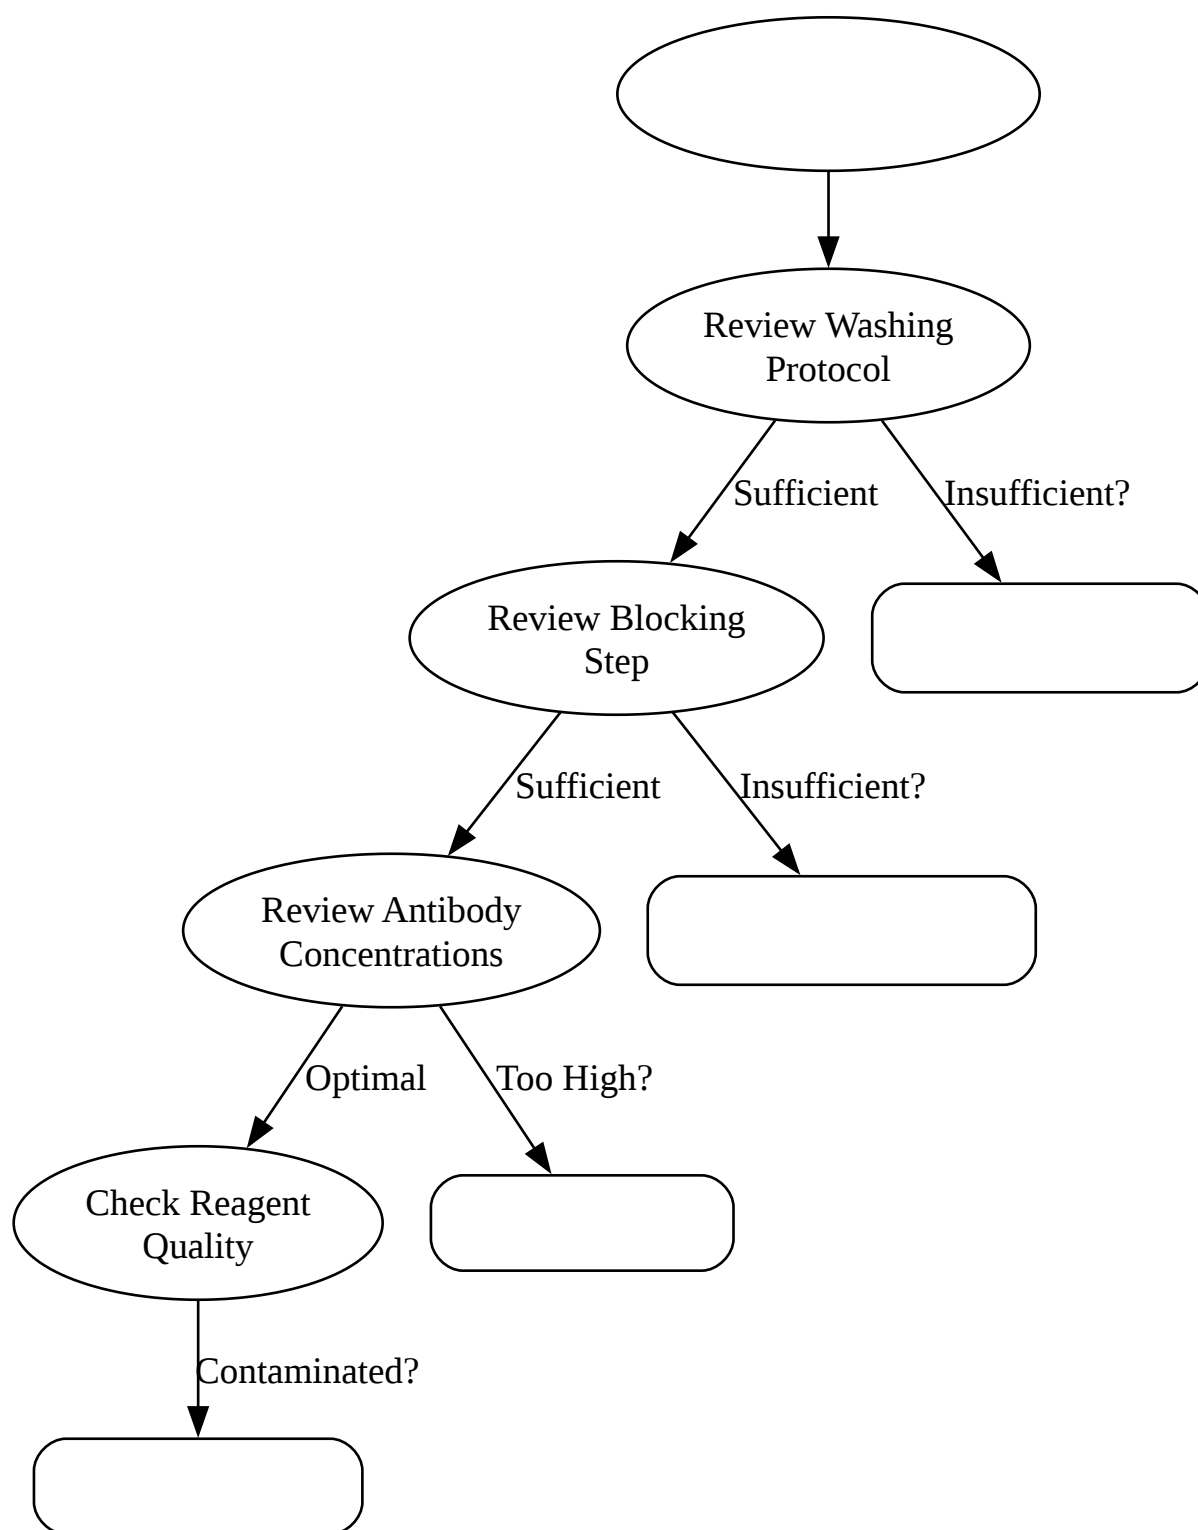 Review Washing
Protocol
Sufficient
Insufficient?
Review Blocking
Step
Sufficient
Insufficient?
Review Antibody
Concentrations
Optimal
Too High?
Check Reagent
Quality
Contaminated?